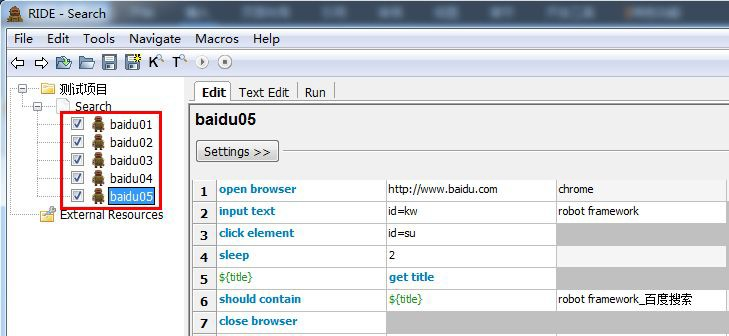 RIDE - Search
File Edit Tools Navigate Macros Help
测试项目
Search
baidu01
baidu02
baidu03
baidu04
baidu05
External Resources
Edit Text Edit Run
baidu05
Settings >>
1 open browser http://www.baidu.com chrome
2 input text id=kw robot framework
3 click element id=su
4 sleep 2
5 ${title} get title
6 should contain ${title} robot framework_百度搜索
7 close browser